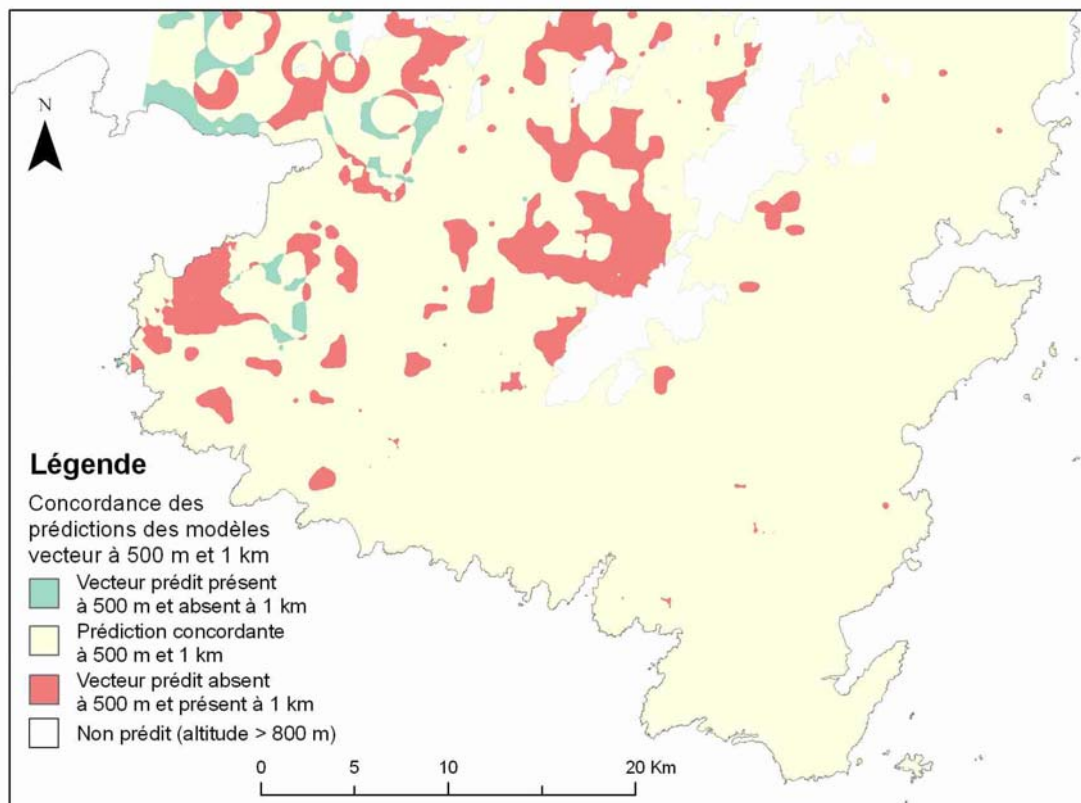 N
Légende
Concordance des
prédictions des modèles
vecteur à 500 m et 1 km
Vecteur prédit présent
à 500 m et absent à 1 km
Prédiction concordante
à 500 m et 1 km
Vecteur prédit absent
à 500 m et présent à 1 km
Non prédit (altitude > 800 m)
0 5 10 20 Km